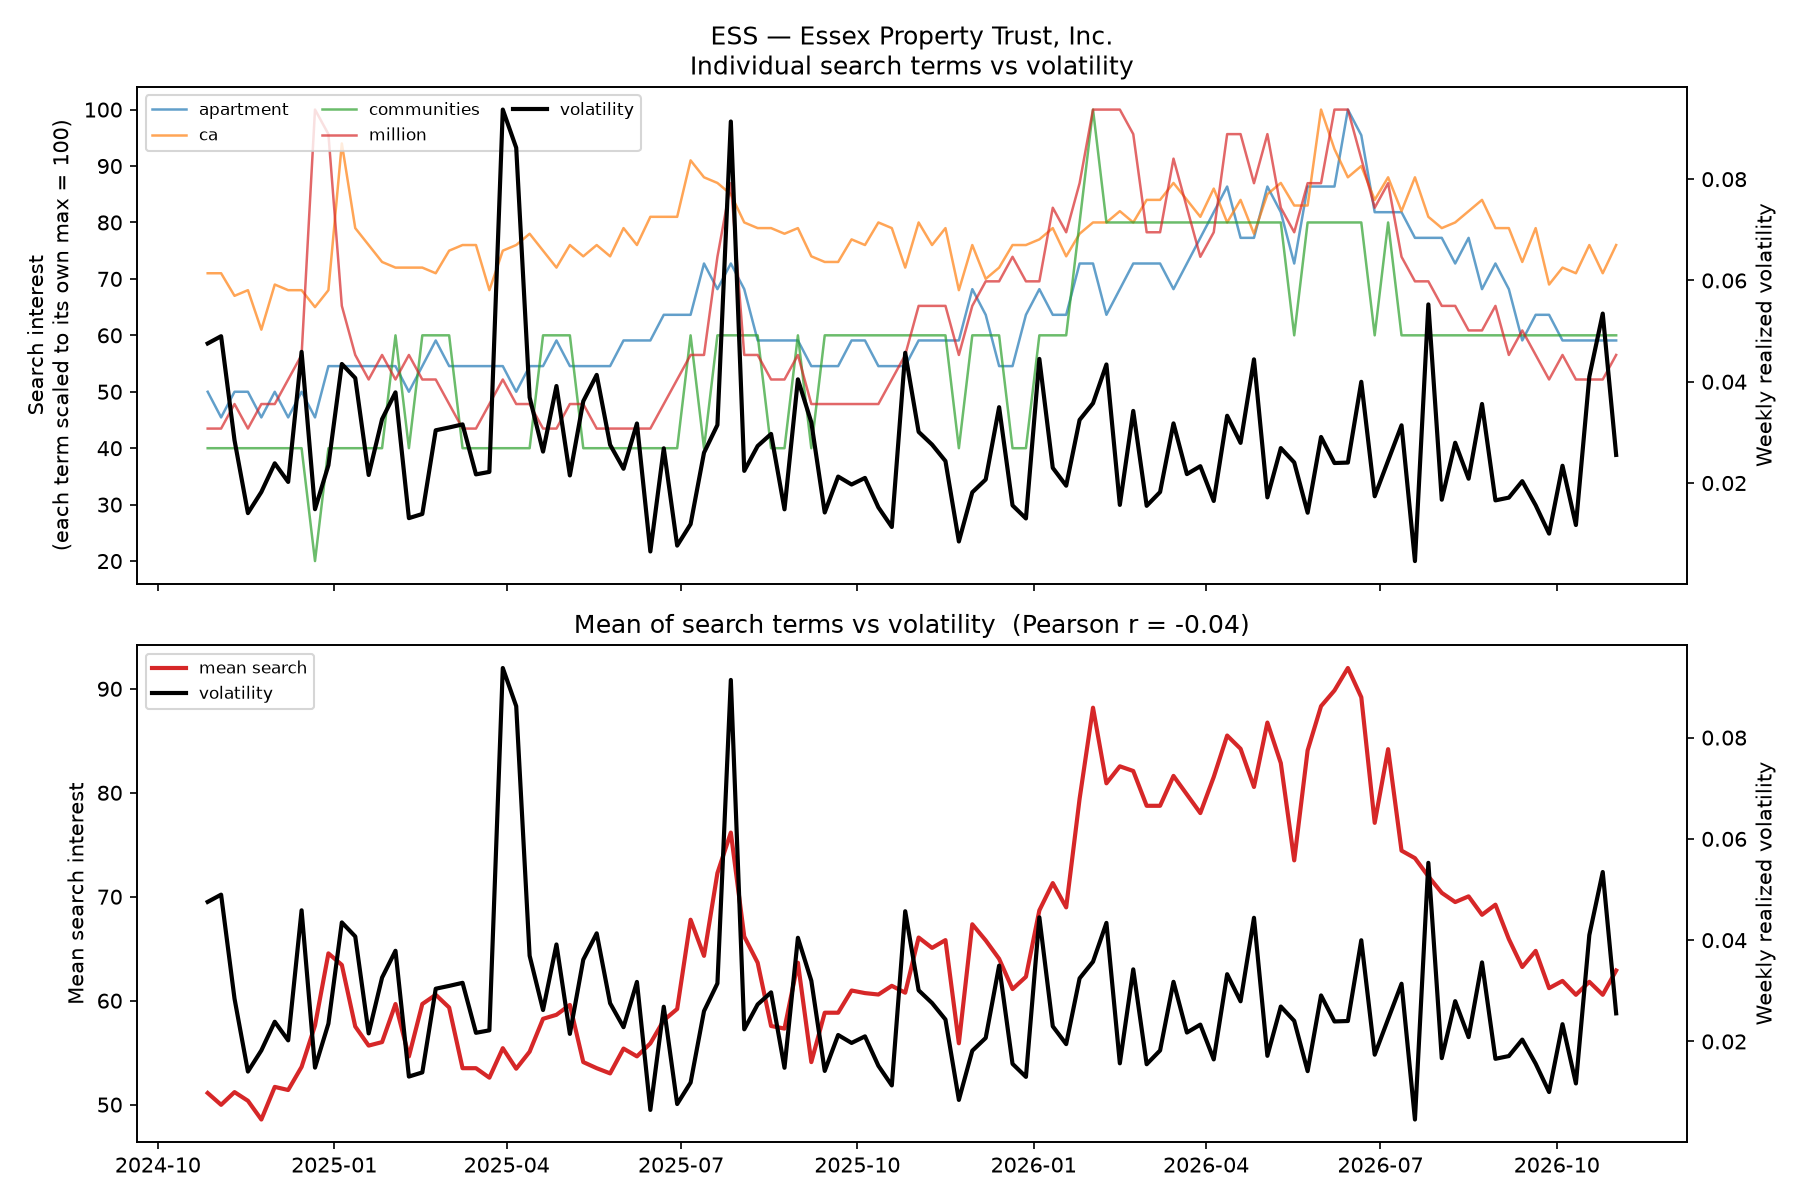 ESS — Essex Property Trust, Inc.
Individual search terms vs volatility
apartment
ca
communities
million
volatility
Search interest
(each term scaled to its own max = 100)
100
90
80
70
60
50
40
30
20
0.08
0.06
0.04
0.02
Weekly realized volatility
Mean of search terms vs volatility (Pearson r = -0.04)
mean search
volatility
Mean search interest
90
80
70
60
50
0.08
0.06
0.04
0.02
Weekly realized volatility
2024-10
2025-01
2025-04
2025-07
2025-10
2026-01
2026-04
2026-07
2026-10